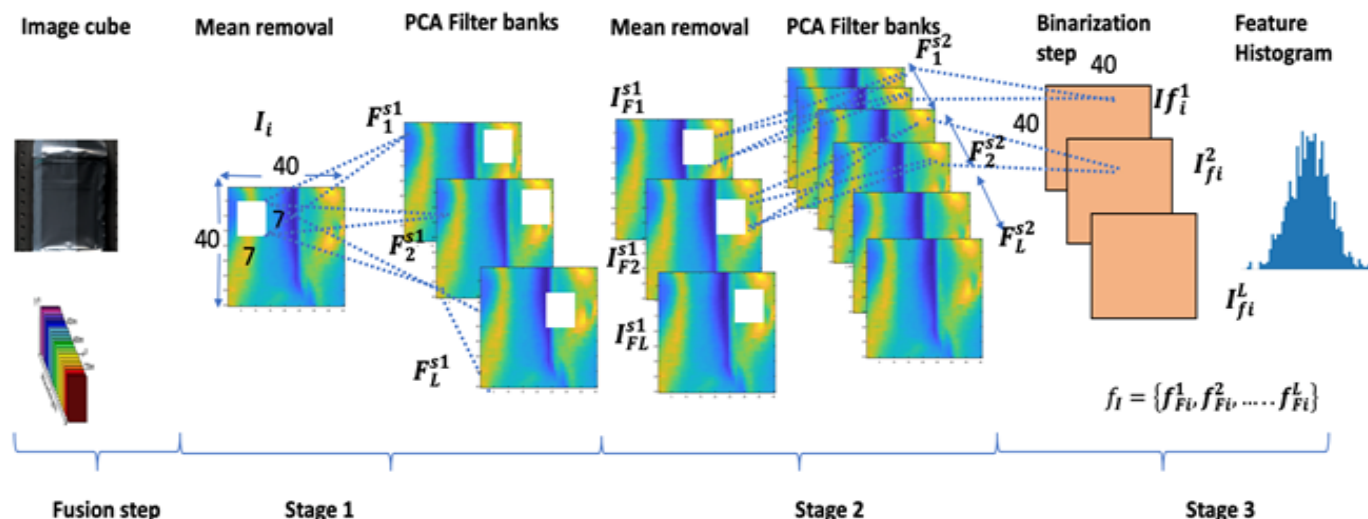 Image cube
Mean removal
PCA Filter banks
Mean removal
PCA Filter banks
Binarization
step
Feature
Histogram
I_i
40
40
7
7
F_1^{s1}
F_2^{s1}
F_L^{s1}
I_{F1}^{s1}
I_{F2}^{s1}
I_{FL}^{s1}
F_1^{s2}
F_2^{s2}
F_L^{s2}
40
40
If_i^1
I_{fi}^2
I_{fi}^L
f_I = {f_{Fi}^1, f_{Fi}^2, ..... f_{Fi}^L}
Fusion step
Stage 1
Stage 2
Stage 3